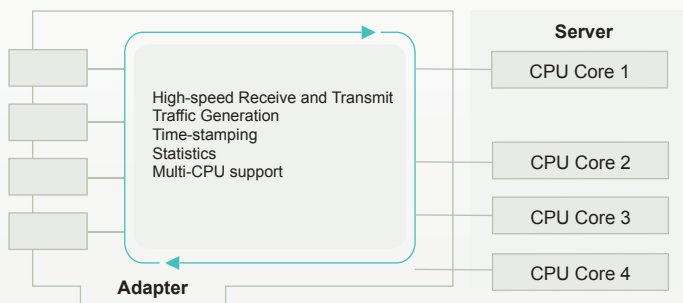 Server
CPU Core 1
High-speed Receive and Transmit
Traffic Generation
Time-stamping
Statistics
Multi-CPU support
CPU Core 2
CPU Core 3
CPU Core 4
Adapter